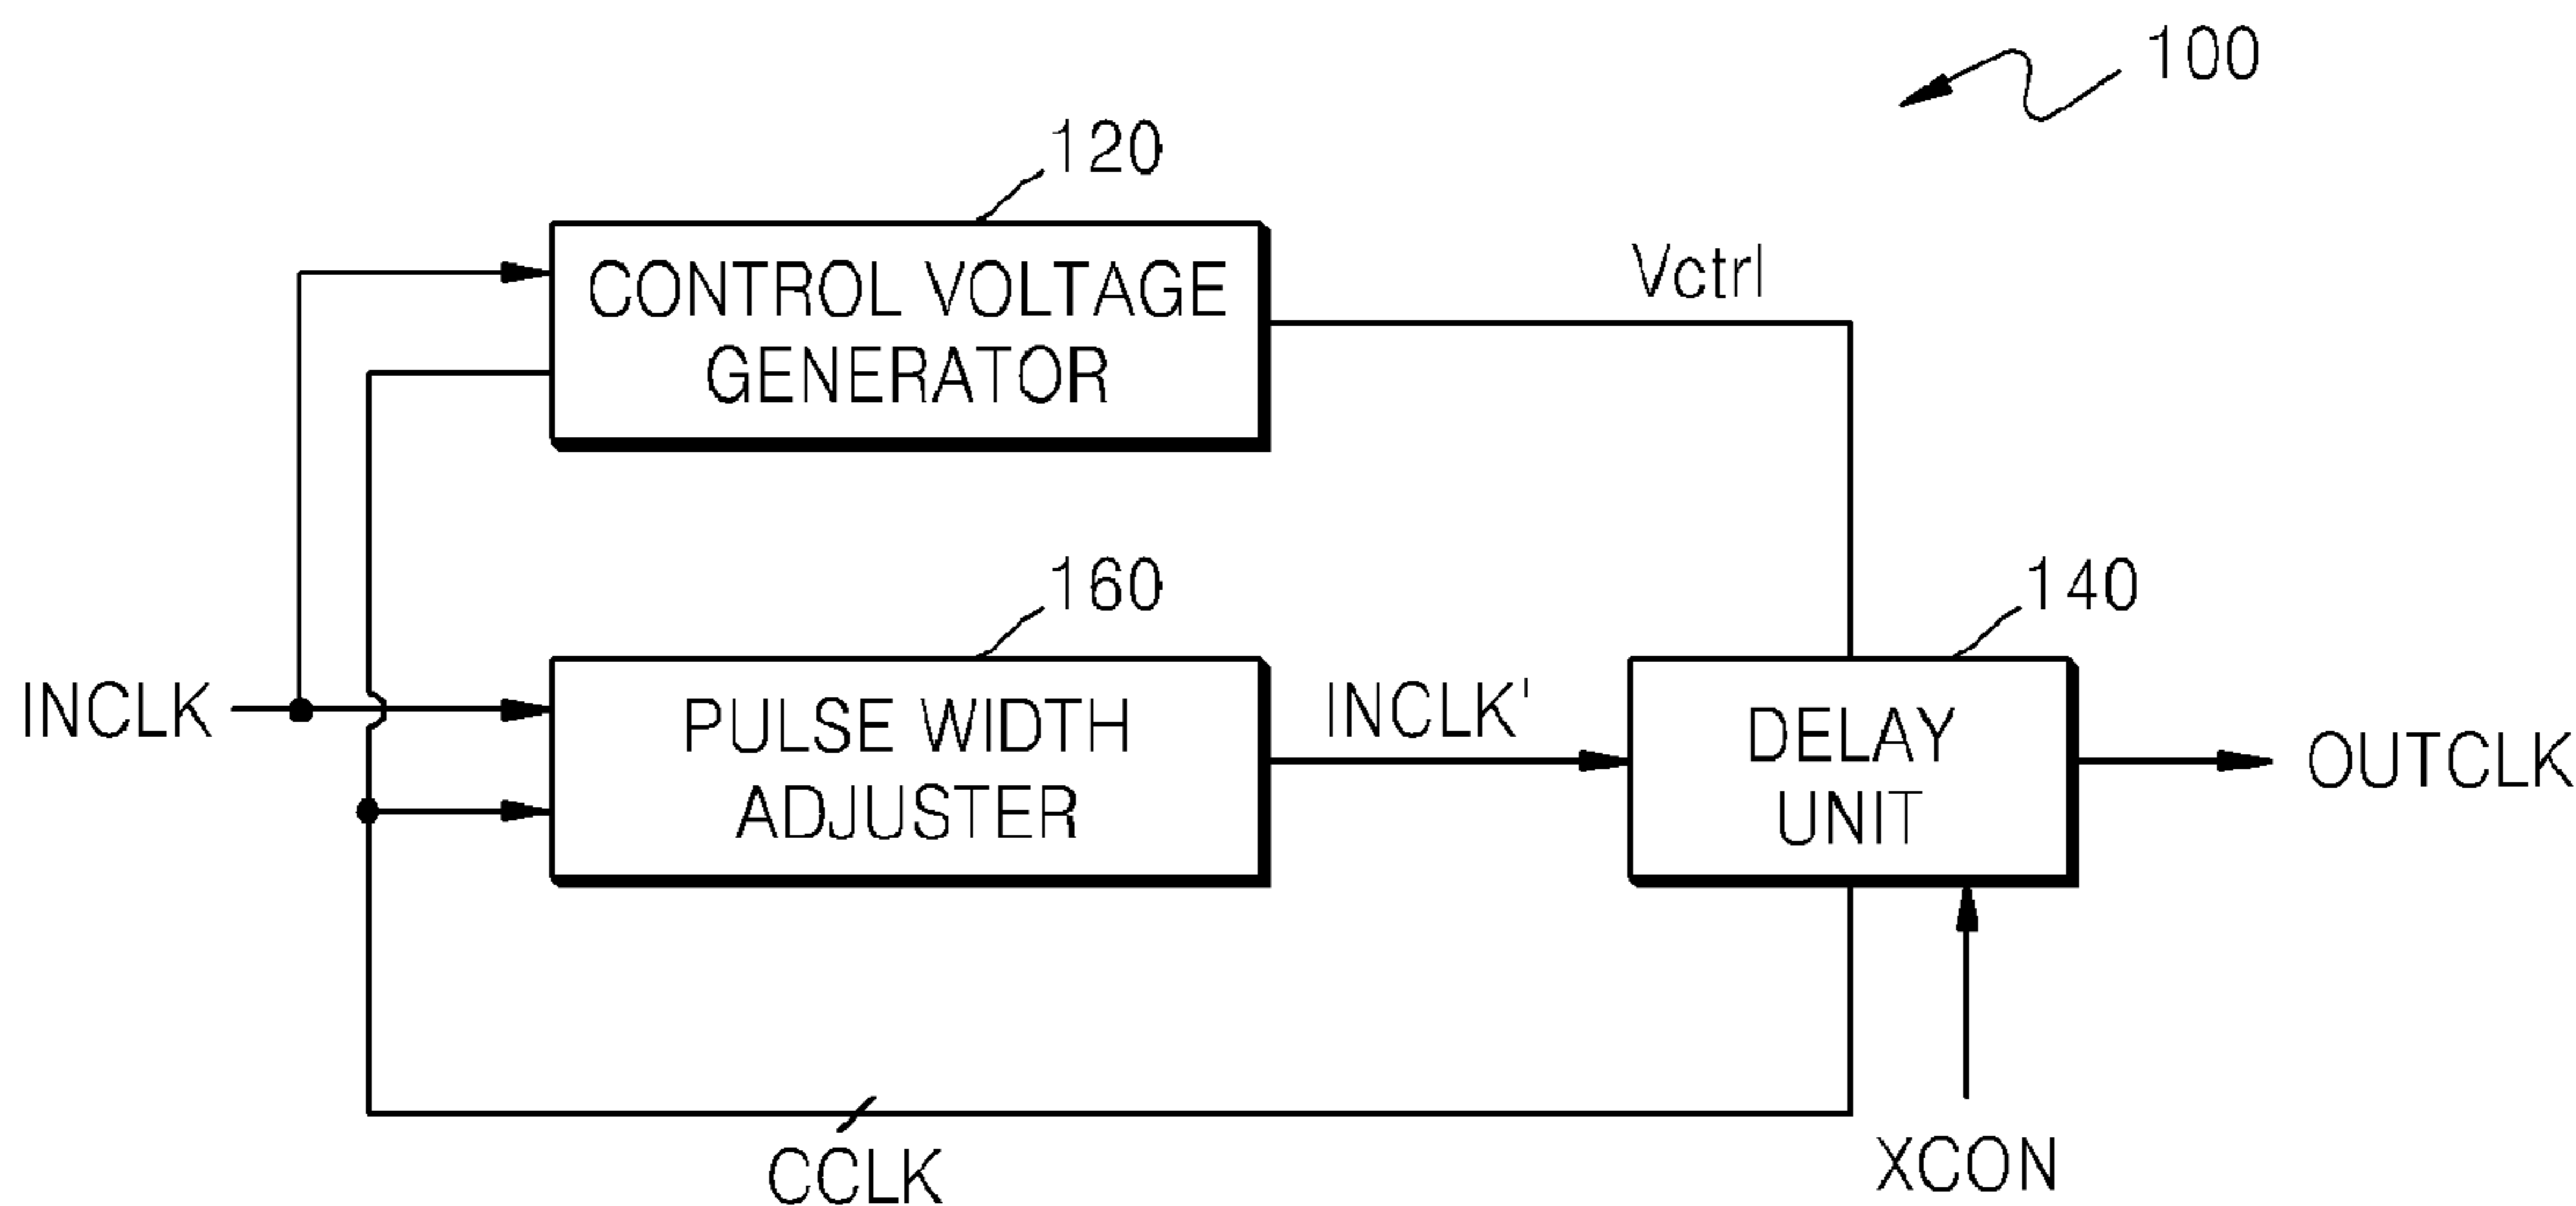 100
120
CONTROL VOLTAGE
GENERATOR
Vctrl
160
140
INCLK
PULSE WIDTH
ADJUSTER
INCLK'
DELAY
UNIT
OUTCLK
CCLK
XCON